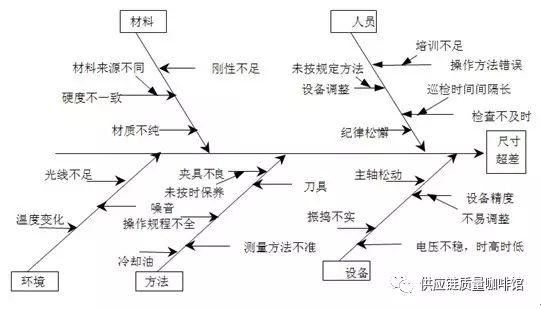 材料
人员
材料来源不同
刚性不足
硬度不一致
材质不纯
培训不足
操作方法错误
未按规定方法
设备调整
巡检时间间隔长
检查不及时
纪律松懈
尺寸
超差
光线不足
噪音
温度变化
环境
夹具不良
未按时保养
刀具
操作规程不全
测量方法不准
冷却油
方法
主轴松动
设备精度
不易调整
振捣不实
电压不稳，时高时低
设备
供应链质量咖啡馆